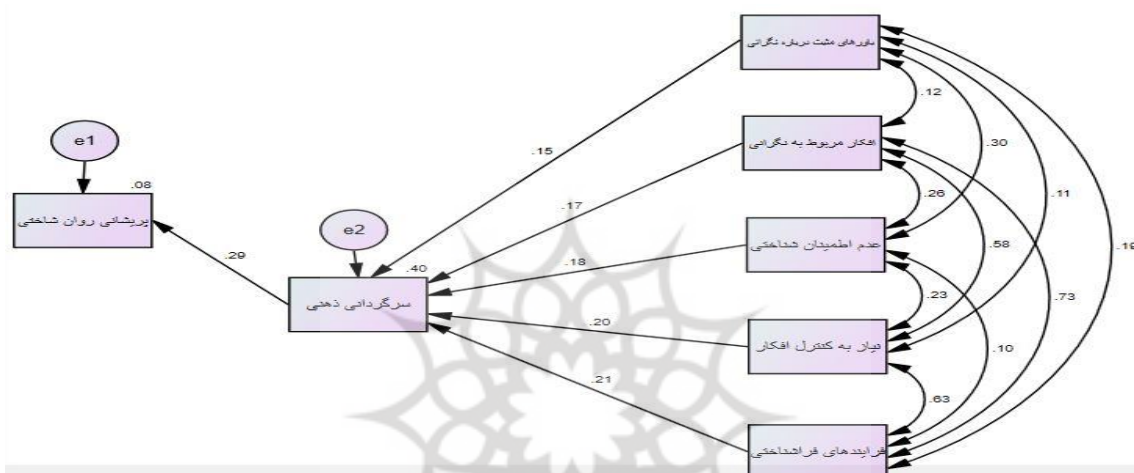 باورهای مثبت درباره نگرانی
.12
افکار مربوط به نگرانی
.15
.30
e1
.17
.26
.11
.08
پریشانی روان شاختی
e2
عدم اطمینان شناختی
.58
.19
.29
.40
.18
.23
.73
سرگردانی ذهنی
.20
نیاز به کنترل افکار
.10
.21
.63
فرایندهای فراشناختی